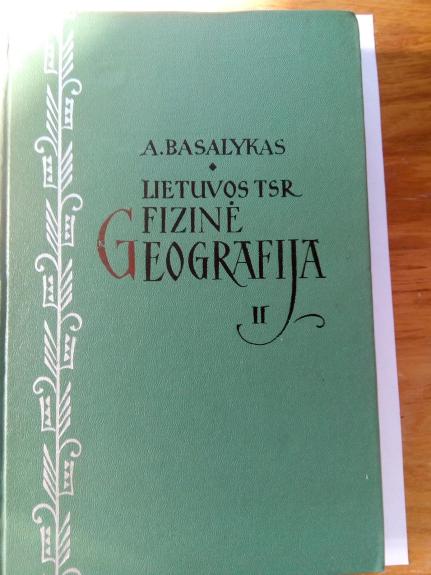 A. BASALYKAS
LIETUVOS TSR
FIZINĖ
GEOGRAFIJA
II